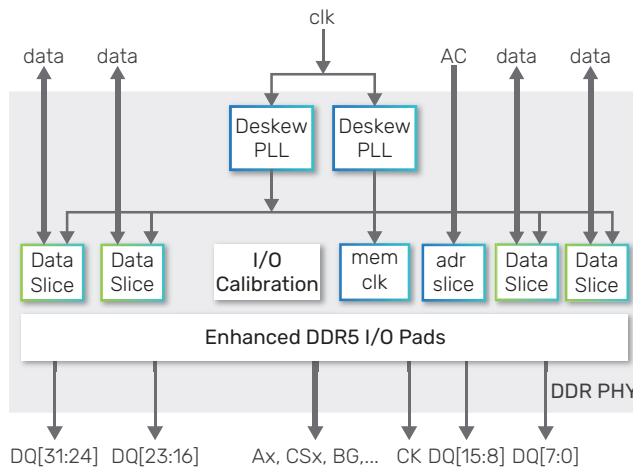 clk
data
data
AC
data
data
Deskew
PLL
Deskew
PLL
Data
Slice
Data
Slice
I/O
Calibration
mem
clk
adr
slice
Data
Slice
Data
Slice
Enhanced DDR5 I/O Pads
DDR PHY
DQ[31:24]
DQ[23:16]
Ax, CSx, BG,...
CK
DQ[15:8]
DQ[7:0]